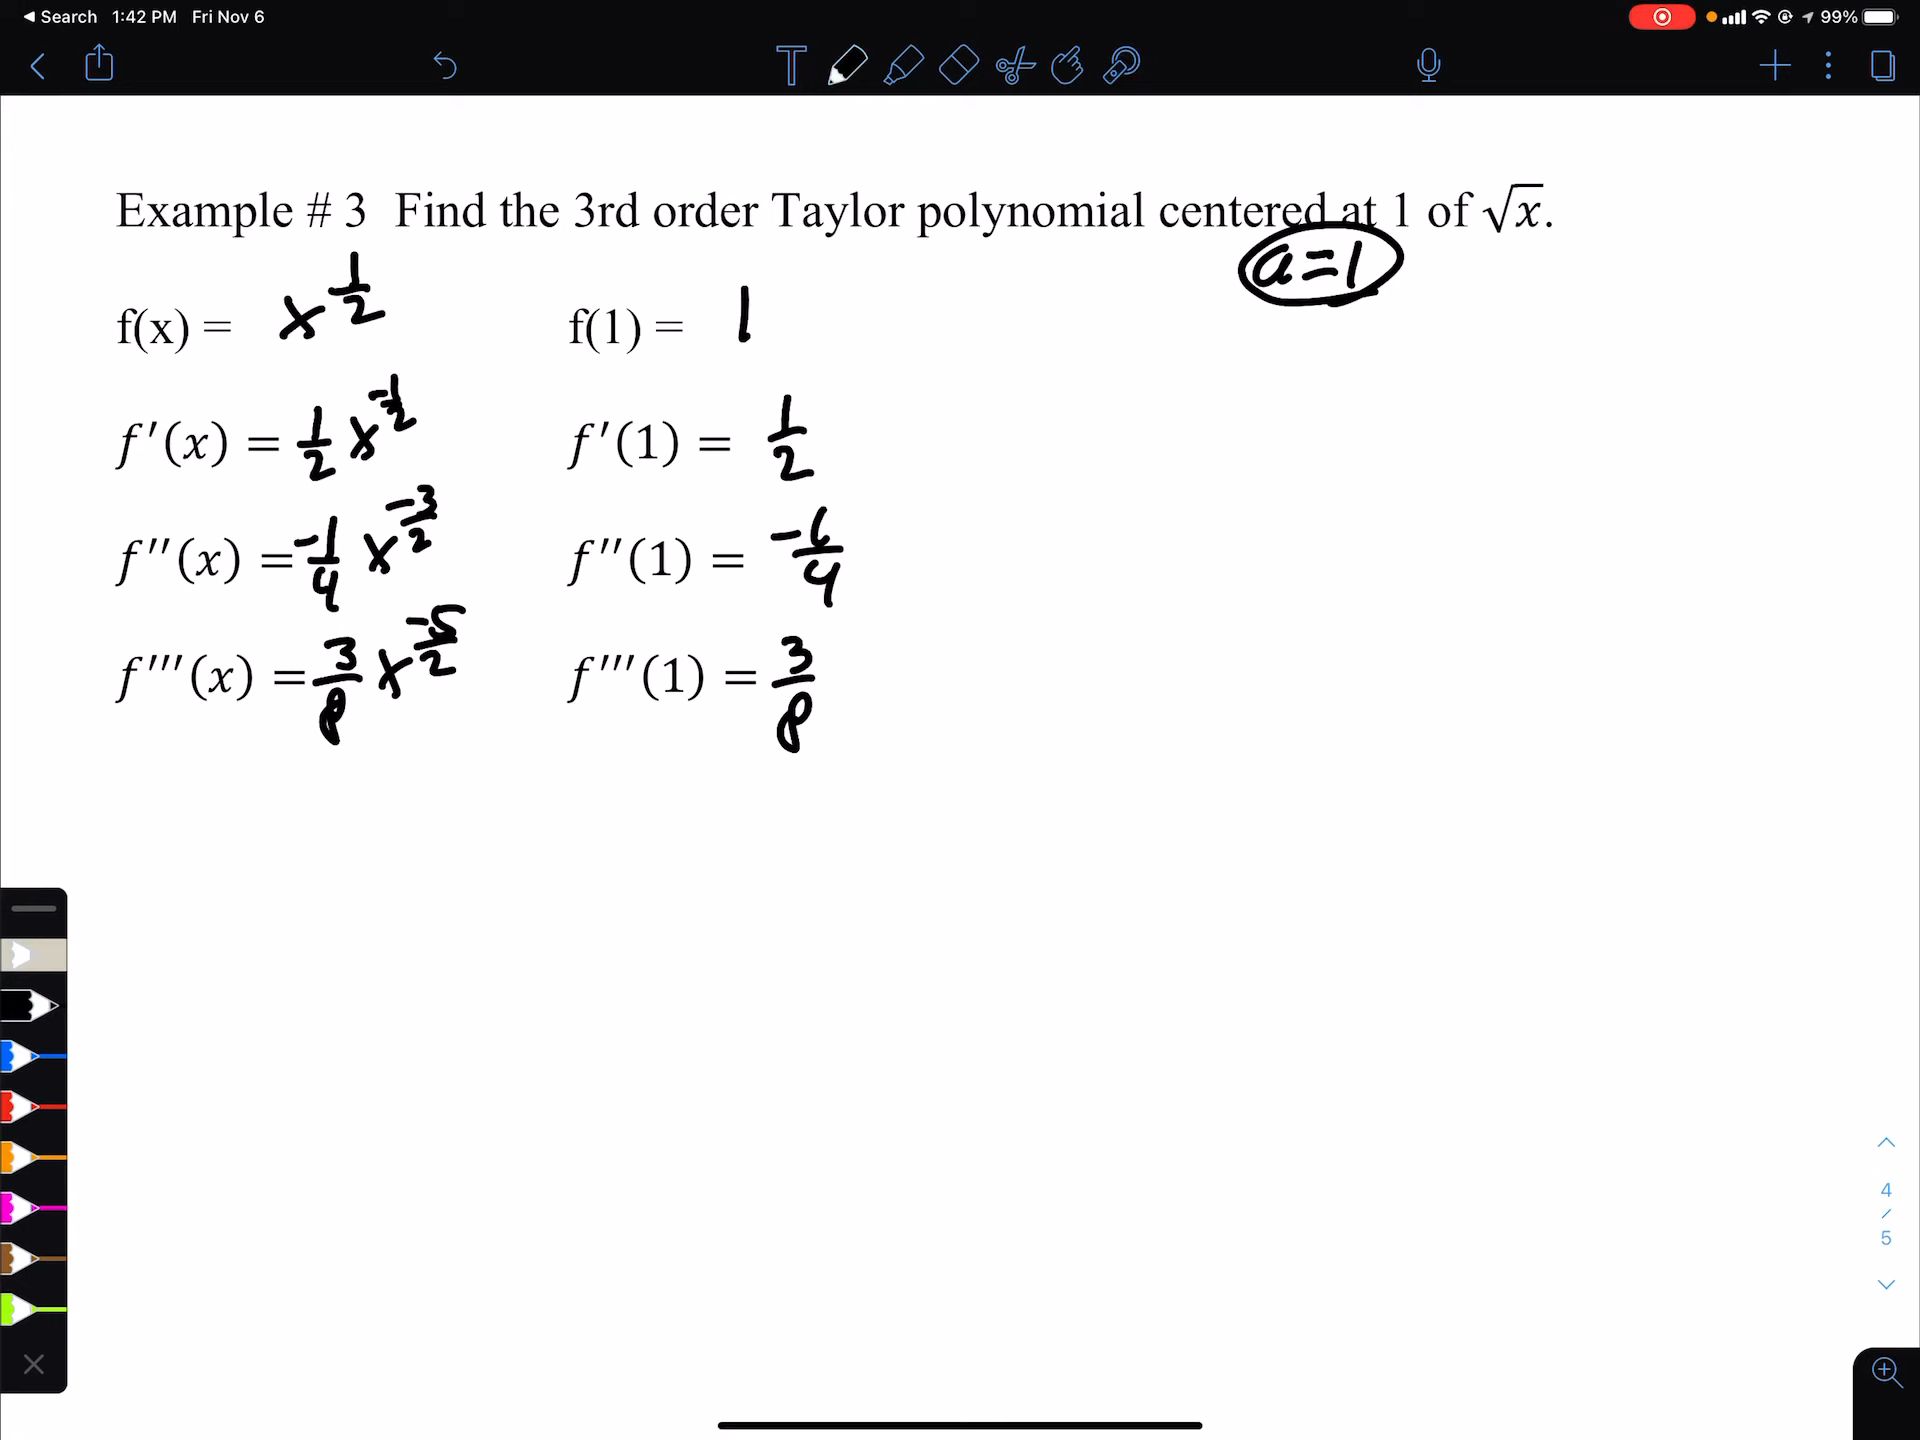 Search 1:42 PM Fri Nov 6 99%
Example # 3 Find the 3rd order Taylor polynomial centered at 1 of √x.
a=1
f(x) = x^(1/2) f(1) = 1
f′(x) = 1/2 x^(-1/2) f′(1) = 1/2
f″(x) = -1/4 x^(-3/2) f″(1) = -1/4
f‴(x) = 3/8 x^(-5/2) f‴(1) = 3/8
4
/
5